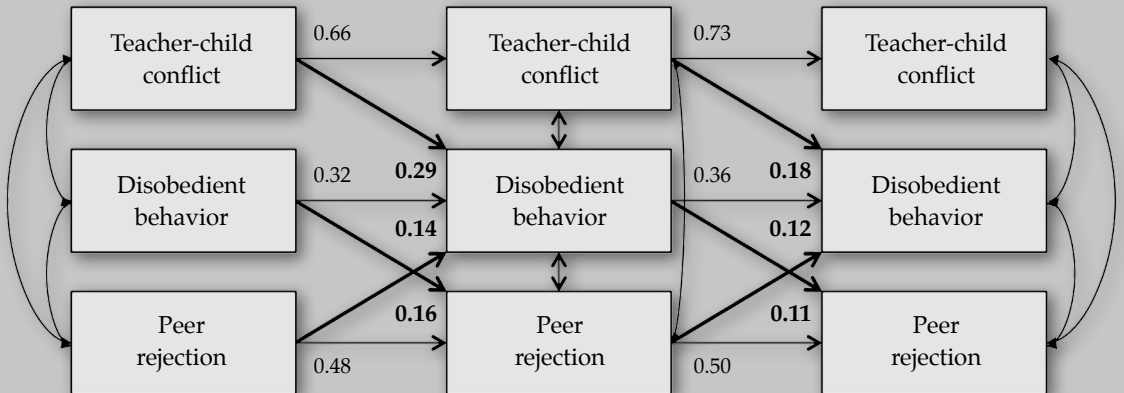 Teacher-child
conflict
0.66
Teacher-child
conflict
0.73
Teacher-child
conflict
Disobedient
behavior
0.32
0.29
0.14
Disobedient
behavior
0.36
0.18
0.12
Disobedient
behavior
Peer
rejection
0.16
0.48
Peer
rejection
0.11
0.50
Peer
rejection